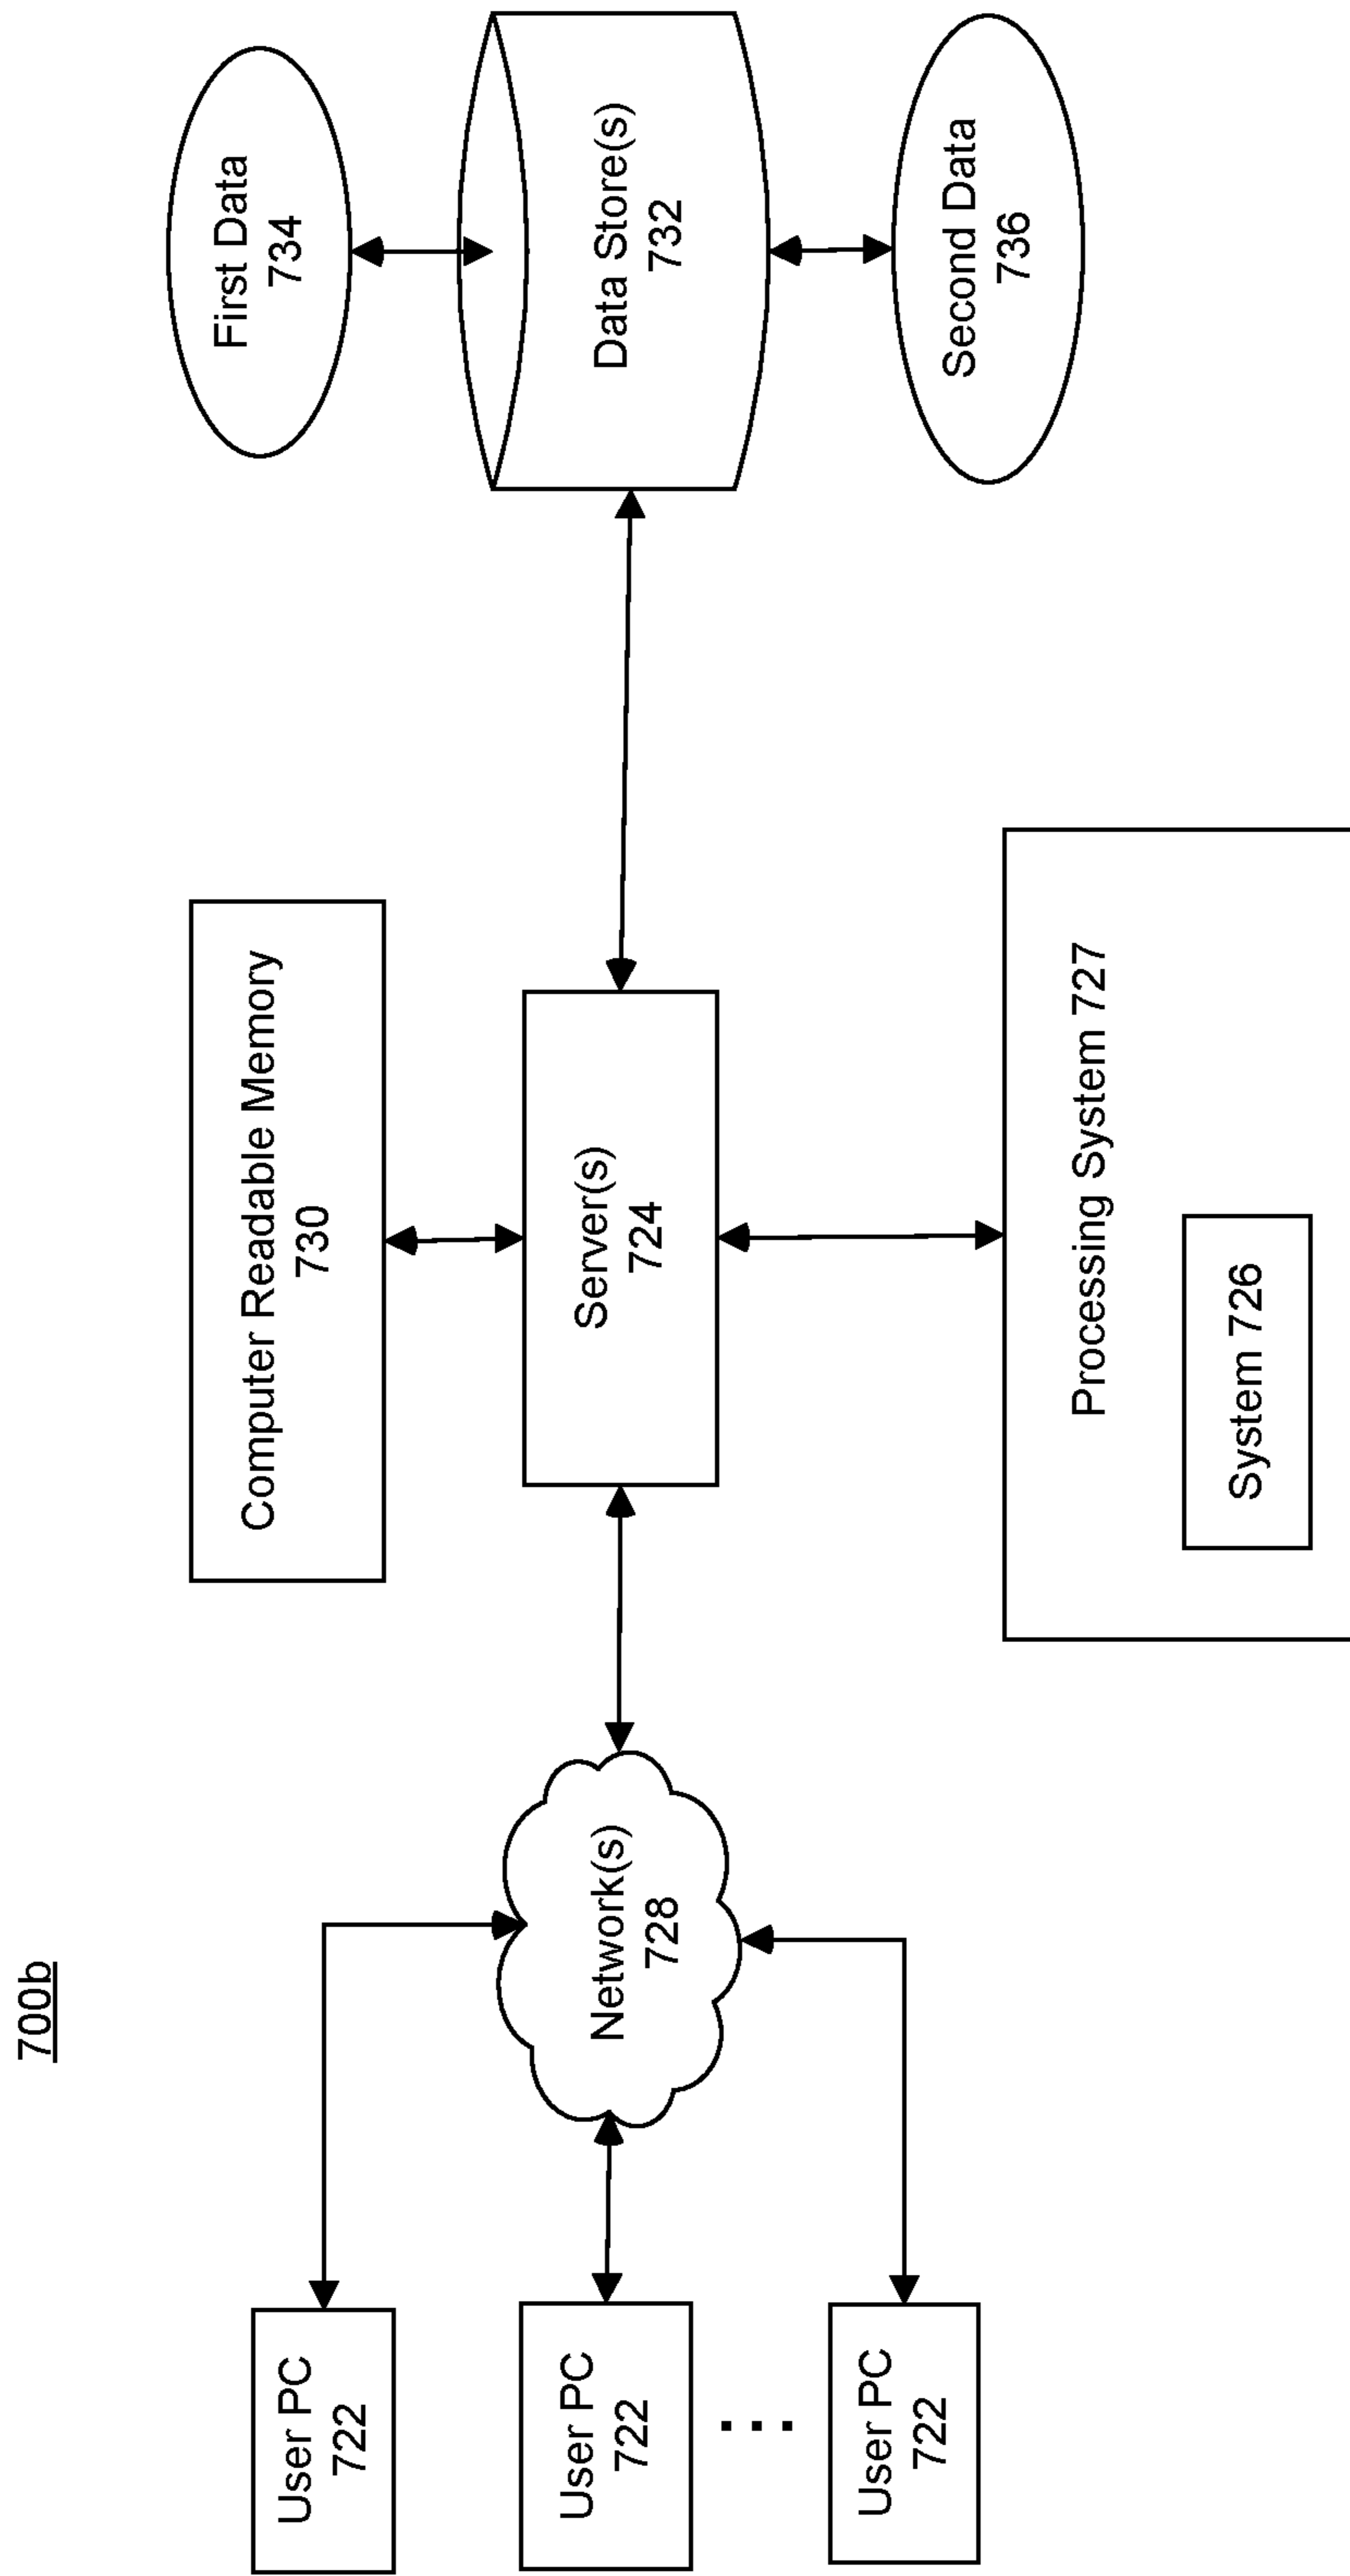 700b
User PC
722
User PC
722
...
User PC
722
Network(s)
728
Computer Readable Memory
730
Server(s)
724
Processing System 727
System 726
First Data
734
Data Store(s)
732
Second Data
736